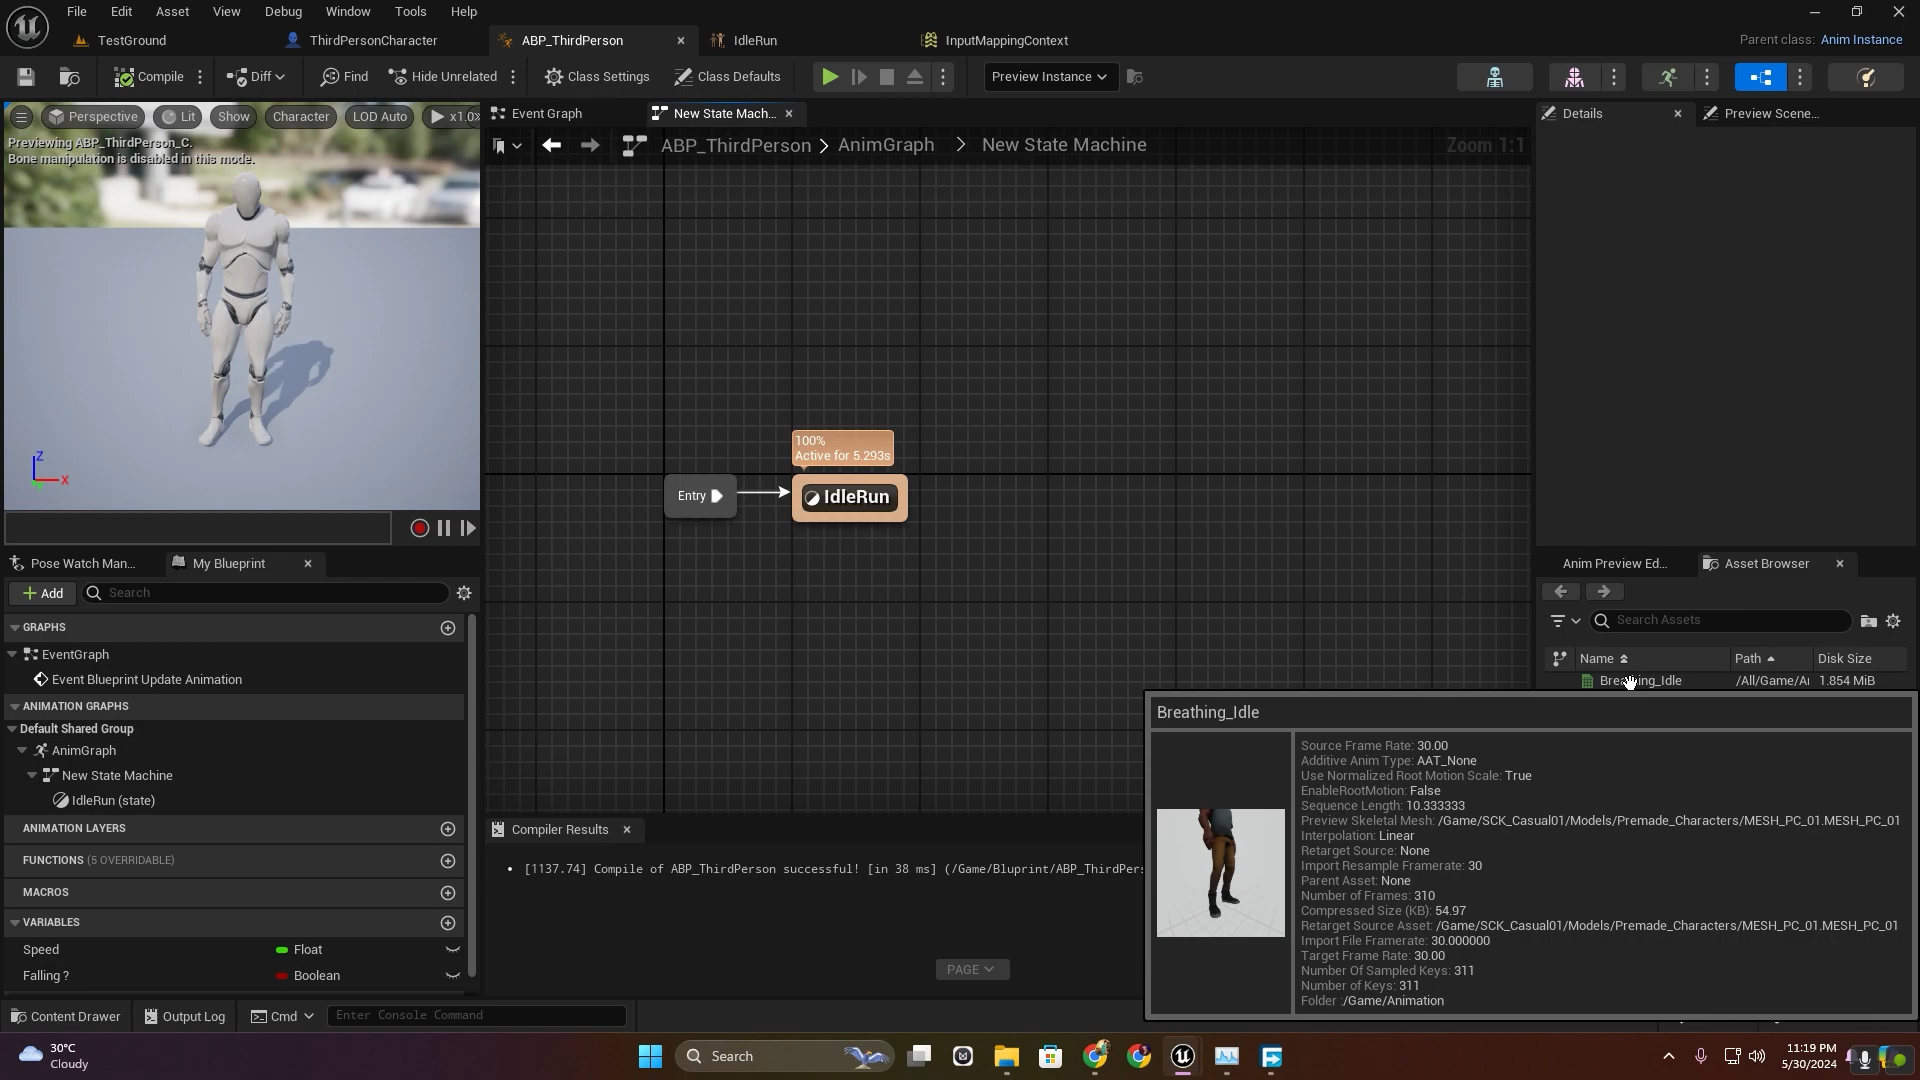 File Edit Asset View Debug Window Tools Help
TestGround ThirdPersonCharacter ABP_ThirdPerson IdleRun InputMappingContext
Parent class: Anim Instance
Compile Diff Find Hide Unrelated Class Settings Class Defaults Preview Instance
Perspective Lit Show Character LOD Auto x1.0
Previewing ABP_ThirdPerson_C.
Bone manipulation is disabled in this mode.
Z
X
Event Graph New State Mach...
ABP_ThirdPerson > AnimGraph > New State Machine
Zoom 1:1
100%
Active for 5.293s
Entry IdleRun
Details Preview Scene...
Pose Watch Man... My Blueprint
Add Search
GRAPHS
EventGraph
Event Blueprint Update Animation
ANIMATION GRAPHS
Default Shared Group
AnimGraph
New State Machine
IdleRun (state)
ANIMATION LAYERS
FUNCTIONS (5 OVERRIDABLE)
MACROS
VARIABLES
Speed Float
Falling ? Boolean
Compiler Results
[1137.74] Compile of ABP_ThirdPerson successful! [in 38 ms] (/Game/Bluprint/ABP_ThirdPers
PAGE
Anim Preview Ed... Asset Browser
Search Assets
Name Path Disk Size
Breathing_Idle /All/Game/A 1.854 MiB
Breathing_Idle
Source Frame Rate: 30.00
Additive Anim Type: AAT_None
Use Normalized Root Motion Scale: True
EnableRootMotion: False
Sequence Length: 10.333333
Preview Skeletal Mesh: /Game/SCK_Casual01/Models/Premade_Characters/MESH_PC_01.MESH_PC_01
Interpolation: Linear
Retarget Source: None
Import Resample Framerate: 30
Parent Asset: None
Number of Frames: 310
Compressed Size (KB): 54.97
Retarget Source Asset: /Game/SCK_Casual01/Models/Premade_Characters/MESH_PC_01.MESH_PC_01
Import File Framerate: 30.000000
Target Frame Rate: 30.00
Number Of Sampled Keys: 311
Number of Keys: 311
Folder :/Game/Animation
Content Drawer Output Log Cmd Enter Console Command
30°C
Cloudy
Search
11:19 PM
5/30/2024